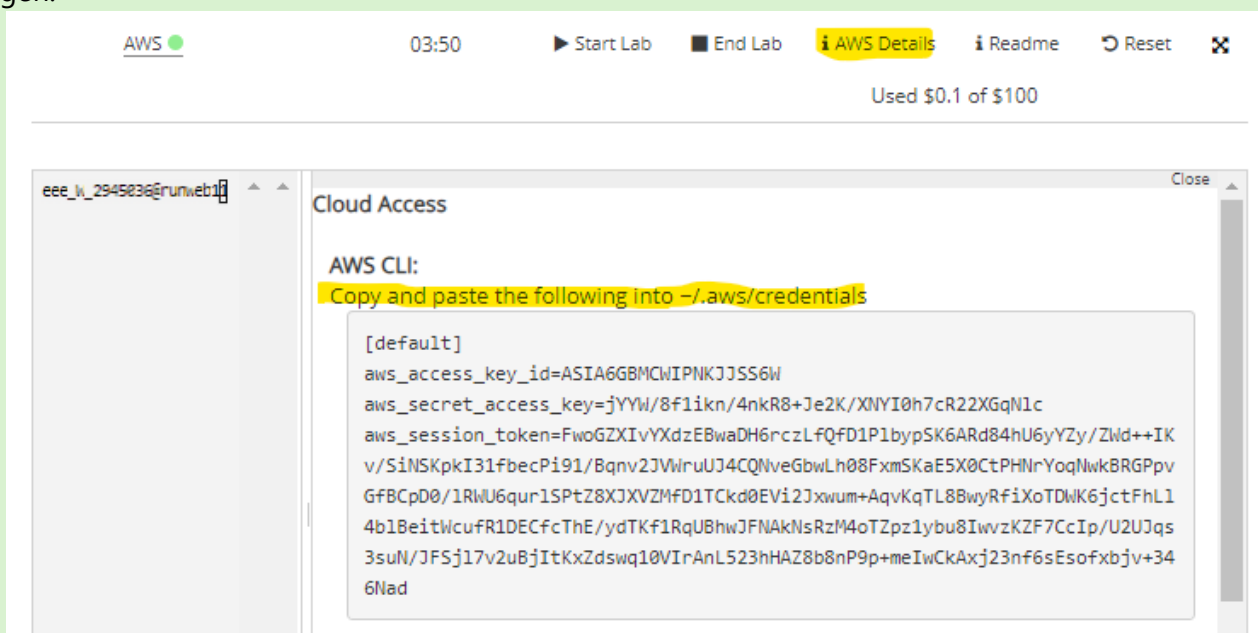 gen.
AWS 03:50 Start Lab End Lab AWS Details Readme Reset
Used $0.1 of $100
Close
Cloud Access
AWS CLI:
Copy and paste the following into ~/.aws/credentials
[default]
aws_access_key_id=ASIA6GBMCWIPNKJJSS6W
aws_secret_access_key=jYYW/8f1ikn/4nkR8+Je2K/XNYI0h7cR22XGqNlc
aws_session_token=FwoGZXIvYXdzEBwaDH6rczLfQfD1PlbypSK6ARd84hU6yYZy/ZWd++IK
v/SiNSKpkI31fbecPi91/Bqnv2JVWruUJ4CQNveGbwLh08FxmSKaE5X0CtPHNrYoqNwkBRGPpv
GfBCpD0/lRWU6qurlSPtZ8XJXVZMfD1TCkd0EVi2Jxwum+AqvKqTL8BwyRfiXoTDWK6jctFhLl
4blBeitWcufR1DECfcThE/ydTKf1RqUBhwJFNAkNsRzM4oTZpz1ybu8IwvzKZF7CcIp/U2UJqs
3suN/JFSjl7v2uBjItKxZdswq10VIrAnL523hHAZ8b8nP9p+meIwCkAxj23nf6sEsofxbjv+34
6Nad